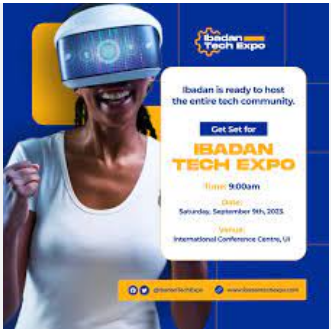 Ibadan
Tech Expo
Ibadan is ready to host
the entire tech community.
Get Set for
IBADAN
TECH EXPO
Time: 9:00am
Date:
Saturday, September 9th, 2023.
Venue:
International Conference Centre, UI
@IbadanTechExpo
www.ibadantechexpo.com